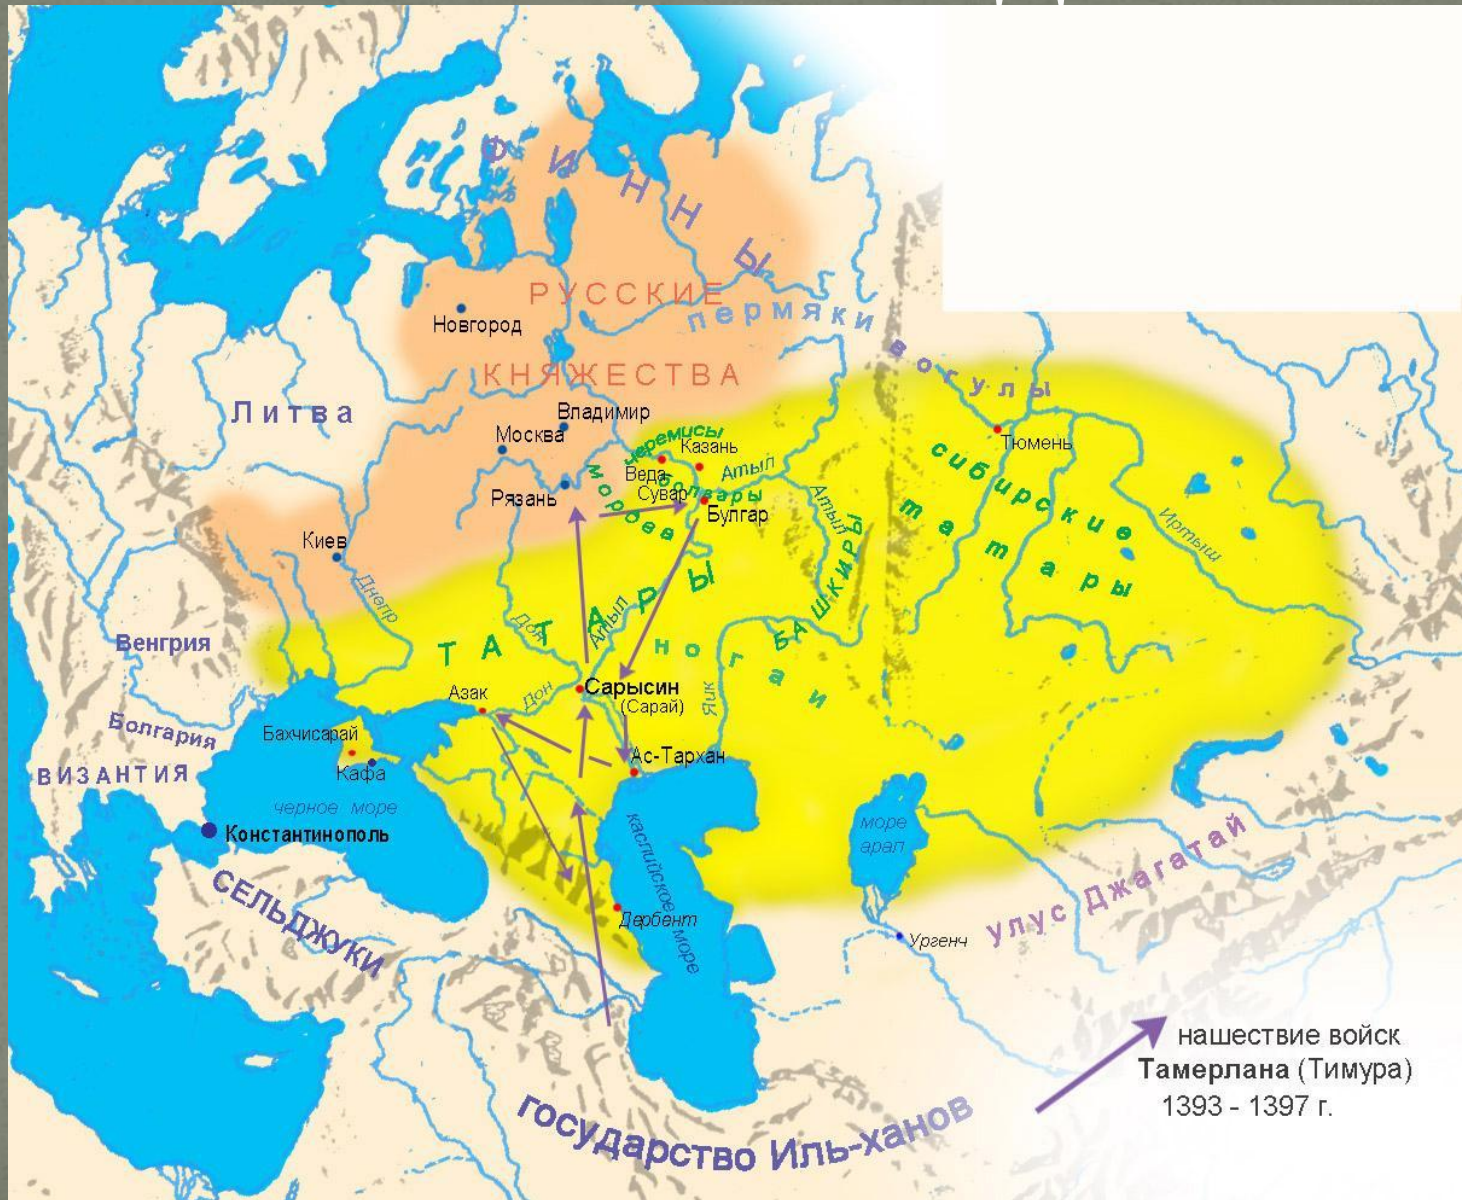 ФИННЫ
РУССКИЕ
пермяки
Новгород
вогулы
КНЯЖЕСТВА
Литва
Владимир
Москва
черемисы
Казань
Тюмень
сибирские
Веда-
Сувар
Атыл
Рязань
мордва
болгары
Булгар
Атыл
татары
Иртыш
Киев
БАШКИРЫ
Днепр
ТАТАРЫ
Дон
Атыл
ногаи
Венгрия
Азак
Дон
Сарысин
(Сарай)
Яик
Болгария
Бахчисарай
Ас-Тархан
ВИЗАНТИЯ
Кафа
черное море
Константинополь
каспийское море
море
арал
улус Джагатай
СЕЛЬДЖУКИ
Дербент
Ургенч
нашествие войск
Тамерлана (Тимура)
1393 - 1397 г.
государство Иль-ханов